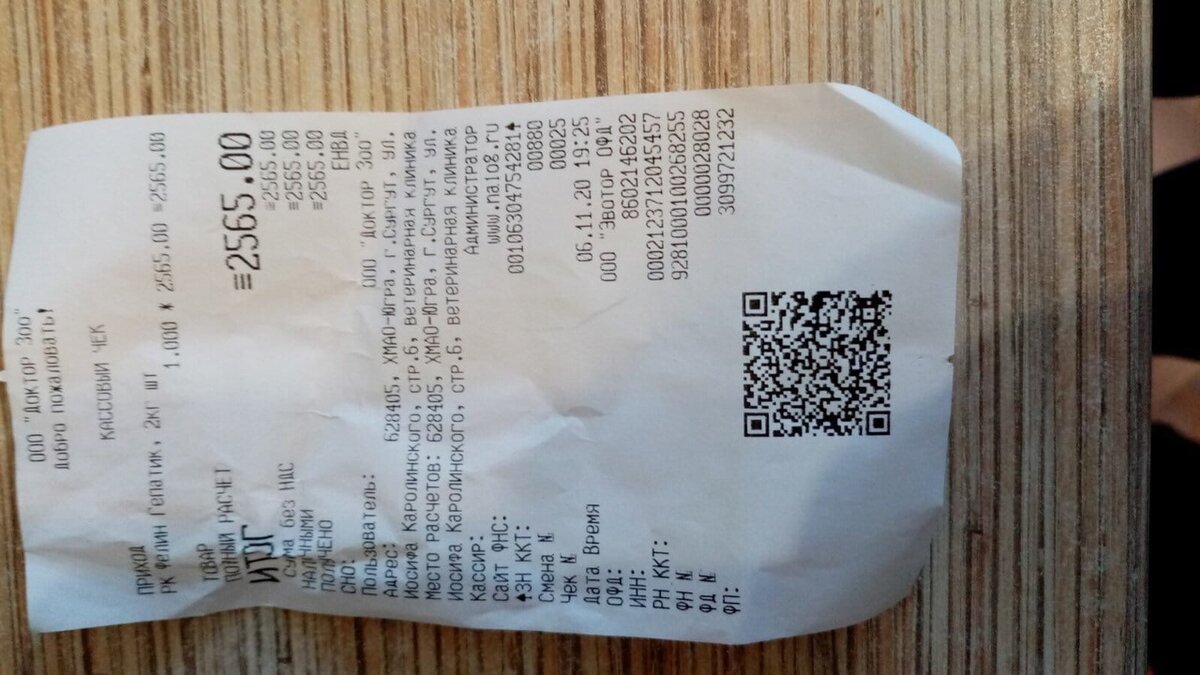 ООО "Доктор Зоо"
Добро пожаловать!
КАССОВЫЙ ЧЕК
ПРИХОД
РК Фелин Гепатик, 2кг шт
1.000 * 2565.00 ≡2565.00
ТОВАР
ПОЛНЫЙ РАСЧЕТ
ИТОГ ≡2565.00
Сумма без НДС ≡2565.00
НАЛИЧНЫМИ ≡2565.00
ПОЛУЧЕНО ≡2565.00
СНО: ЕНВД
Пользователь: ООО "Доктор Зоо"
Адрес: 628405, ХМАО-Югра, г.Сургут, ул.
Иосифа Каролинского, стр.6, ветеринарная клиника
Место расчетов: 628405, ХМАО-Югра, г.Сургут, ул.
Иосифа Каролинского, стр.6, ветеринарная клиника
Кассир: Администратор
Сайт ФНС: www.nalog.ru
↑ЗН ККТ: 00106304754281↑
Смена № 00880
Чек № 00025
Дата Время 06.11.20 19:25
ОФД: ООО "Эвотор ОФД"
ИНН: 8602146202
РН ККТ: 0002123712045457
ФН № 9281000100268255
ФД № 0000028028
ФП: 3099721232